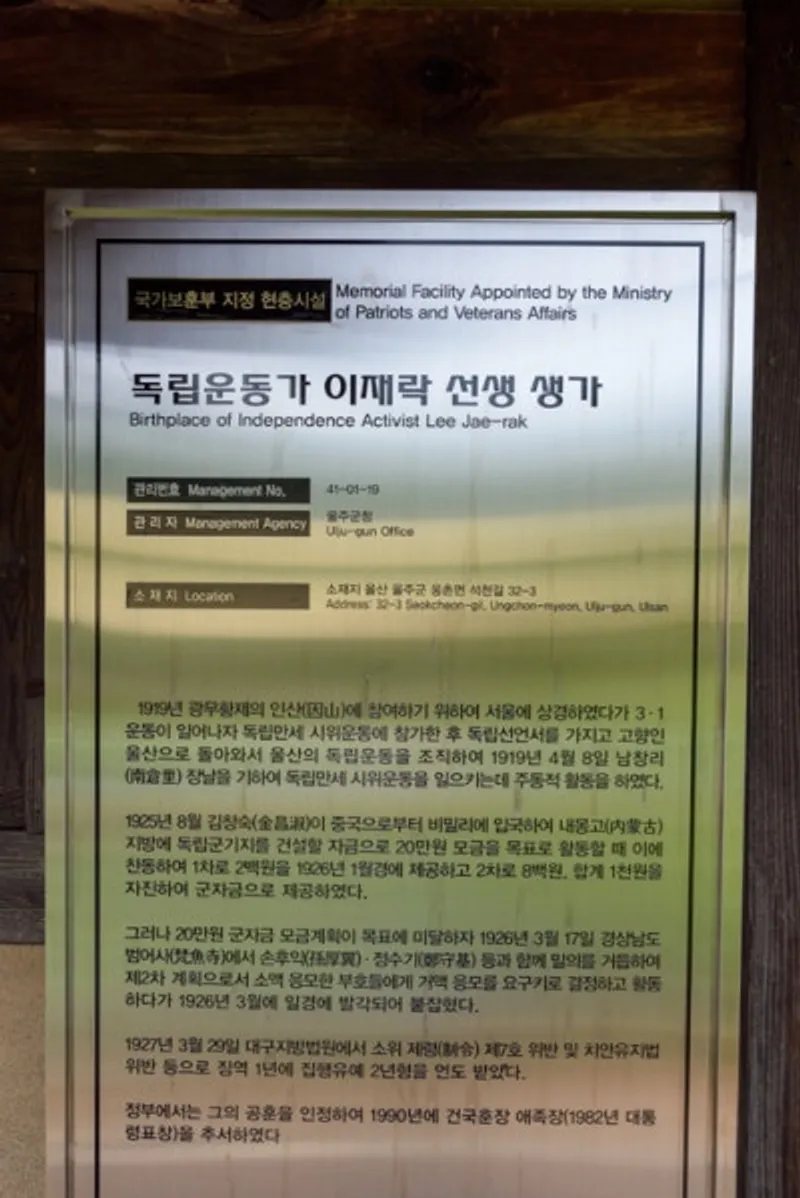 국가보훈부 지정 현충시설
Memorial Facility Appointed by the Ministry
of Patriots and Veterans Affairs
독립운동가 이재락 선생 생가
Birthplace of Independence Activist Lee Jae-rak
관리번호 Management No. 41-01-19
관 리 자 Management Agency 울주군청
Ulju-gun Office
소 재 지 Location 소재지 울산 울주군 웅촌면 석천길 32-3
Address: 32-3 Seokcheon-gil, Ungchon-myeon, Ulju-gun, Ulsan
1919년 광무황제의 인산(因山)에 참여하기 위하여 서울에 상경하였다가 3·1
운동이 일어나자 독립만세 시위운동에 참가한 후 독립선언서를 가지고 고향인
울산으로 돌아와서 울산의 독립운동을 조직하여 1919년 4월 8일 남창리
(南倉里) 장날을 기하여 독립만세 시위운동을 일으키는데 주동적 활동을 하였다.
1925년 8월 김창숙(金昌淑)이 중국으로부터 비밀리에 입국하여 내몽고(内蒙古)
지방에 독립군기지를 건설할 자금으로 20만원 모금을 목표로 활동할 때 이에
찬동하여 1차로 2백원을 1926년 1월경에 제공하고 2차로 8백원, 합계 1천원을
자진하여 군자금으로 제공하였다.
그러나 20만원 군자금 모금계획이 목표에 미달하자 1926년 3월 17일 경상남도
범어사(梵魚寺)에서 손후익(孫厚翼)·정수기(鄭守基) 등과 함께 밀의를 거듭하여
제2차 계획으로서 소액 응모한 부호들에게 거액 응모를 요구키로 결정하고 활동
하다가 1926년 3월에 일경에 발각되어 붙잡혔다.
1927년 3월 29일 대구지방법원에서 소위 제령(制令) 제7호 위반 및 치안유지법
위반 등으로 징역 1년에 집행유예 2년형을 언도 받았다.
정부에서는 그의 공훈을 인정하여 1990년에 건국훈장 애족장(1982년 대통
령표창)을 추서하였다